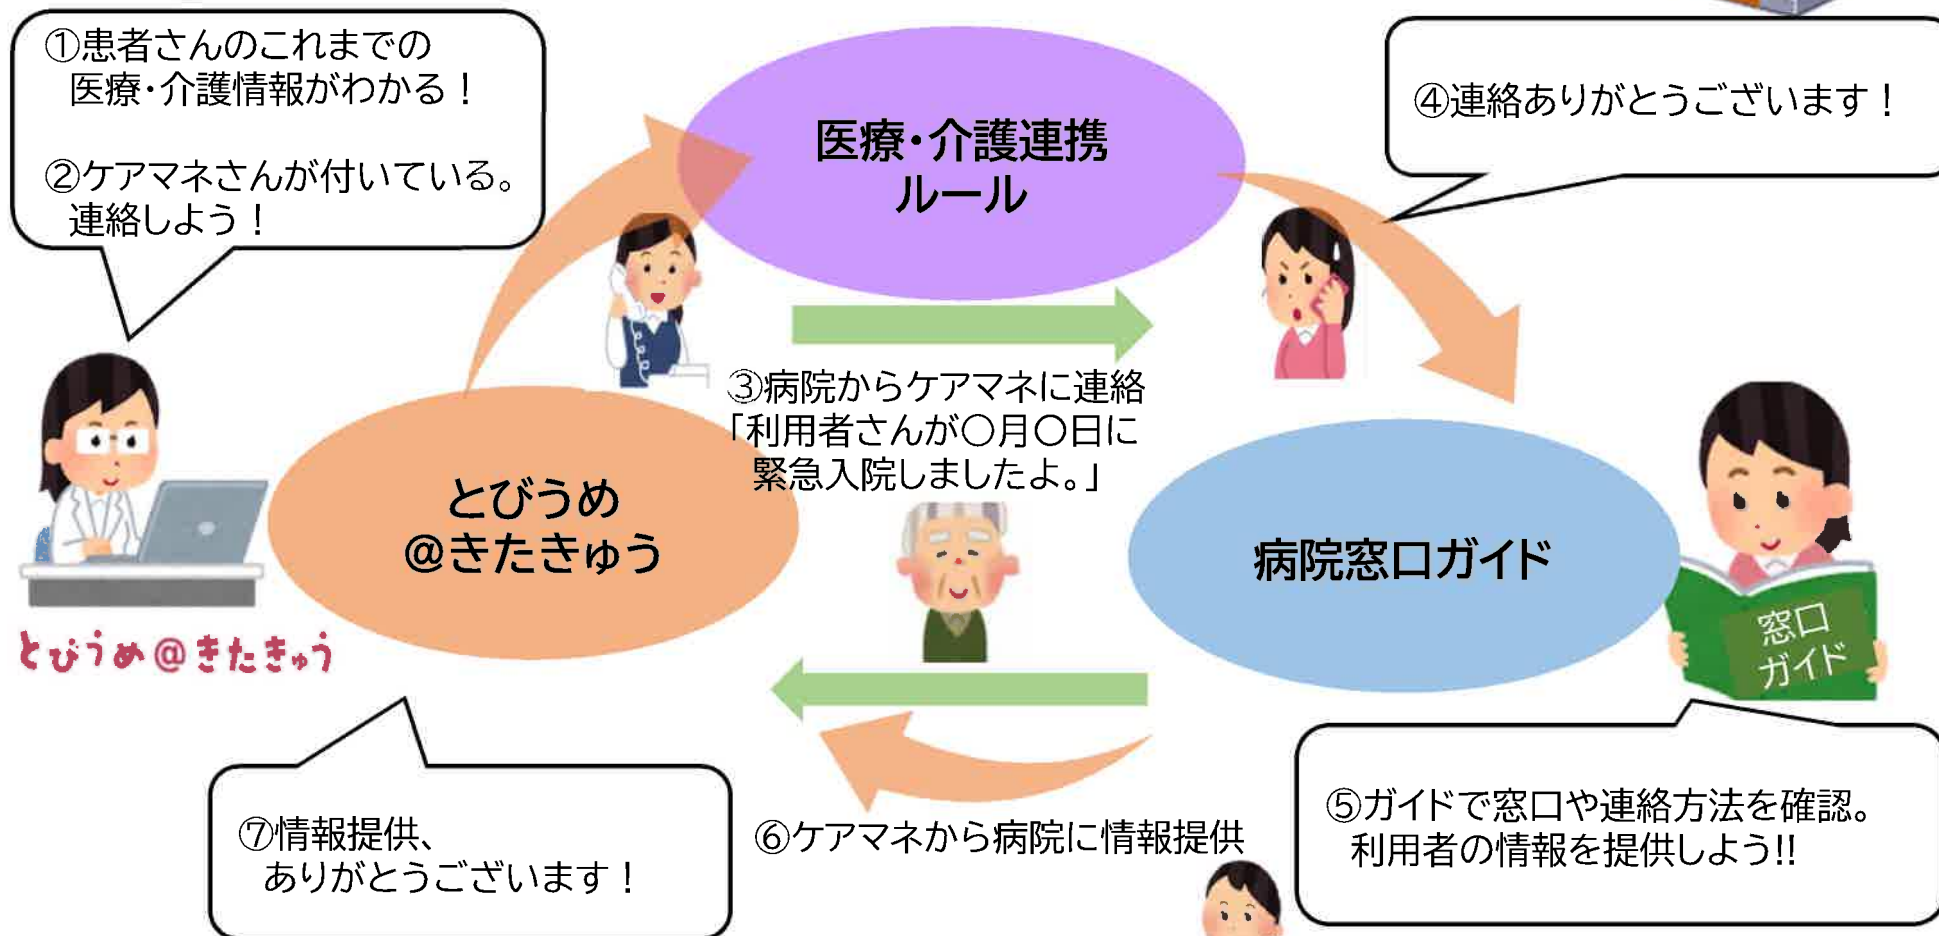 ①患者さんのこれまでの
医療・介護情報がわかる！
②ケアマネさんが付いている。
連絡しよう！
医療・介護連携
ルール
④連絡ありがとうございます！
③病院からケアマネに連絡
「利用者さんが〇月〇日に
緊急入院しましたよ。」
とびうめ
@きたきゅう
病院窓口ガイド
窓口
ガイド
とびうめ@きたきゅう
⑤ガイドで窓口や連絡方法を確認。
利用者の情報を提供しよう!!
⑥ケアマネから病院に情報提供
⑦情報提供、
ありがとうございます！